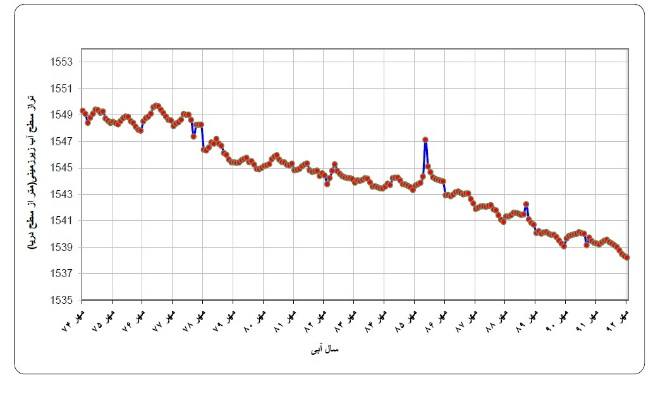 تراز سطح آب زیرزمینی(متر از سطح دریا)
1553
1551
1549
1547
1545
1543
1541
1539
1537
1535
مهر ۷۴
مهر ۷۵
مهر ۷۶
مهر ۷۷
مهر ۷۸
مهر ۷۹
مهر ۸۰
مهر ۸۱
مهر ۸۲
مهر ۸۳
مهر ۸۴
مهر ۸۵
مهر ۸۶
مهر ۸۷
مهر ۸۸
مهر ۸۹
مهر ۹۰
مهر ۹۱
مهر ۹۲
سال آبی